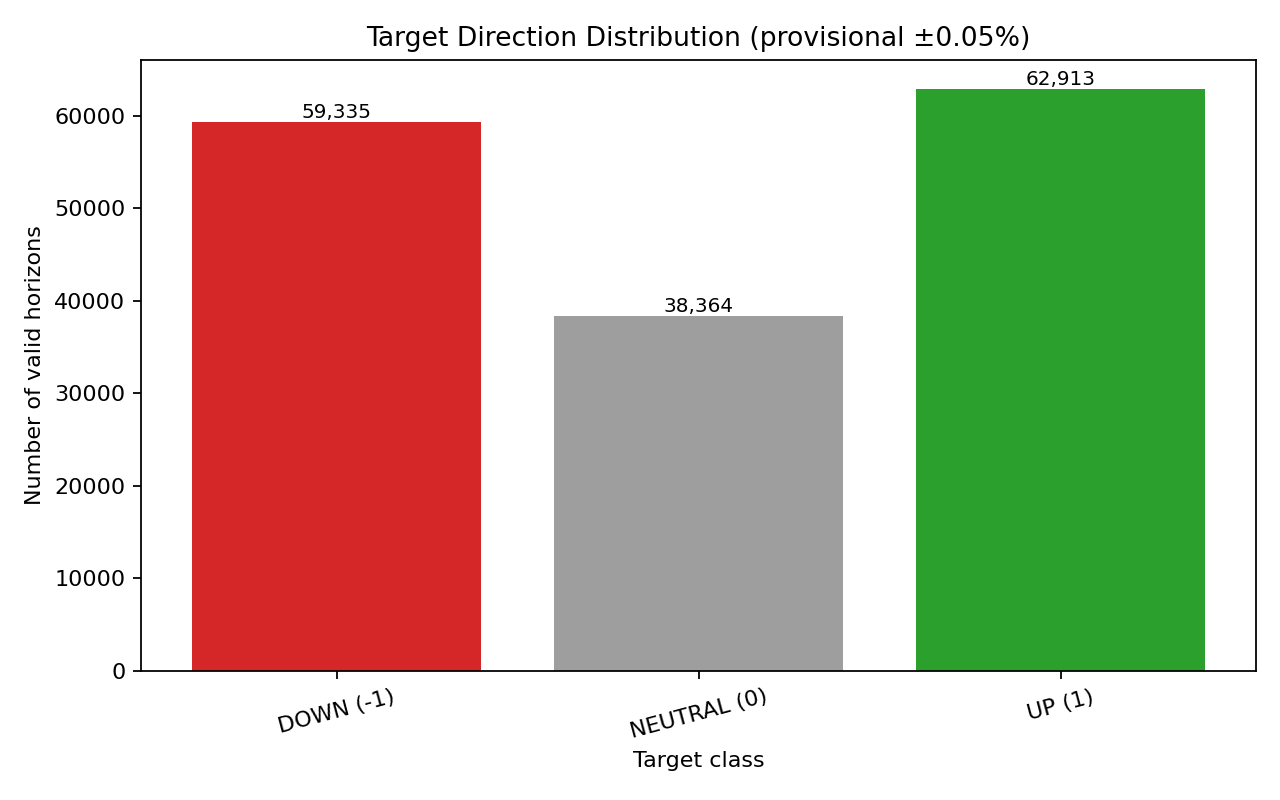 Target Direction Distribution (provisional ±0.05%)
62,913
59,335
38,364
60000
50000
40000
30000
20000
10000
0
Number of valid horizons
DOWN (-1)
NEUTRAL (0)
UP (1)
Target class